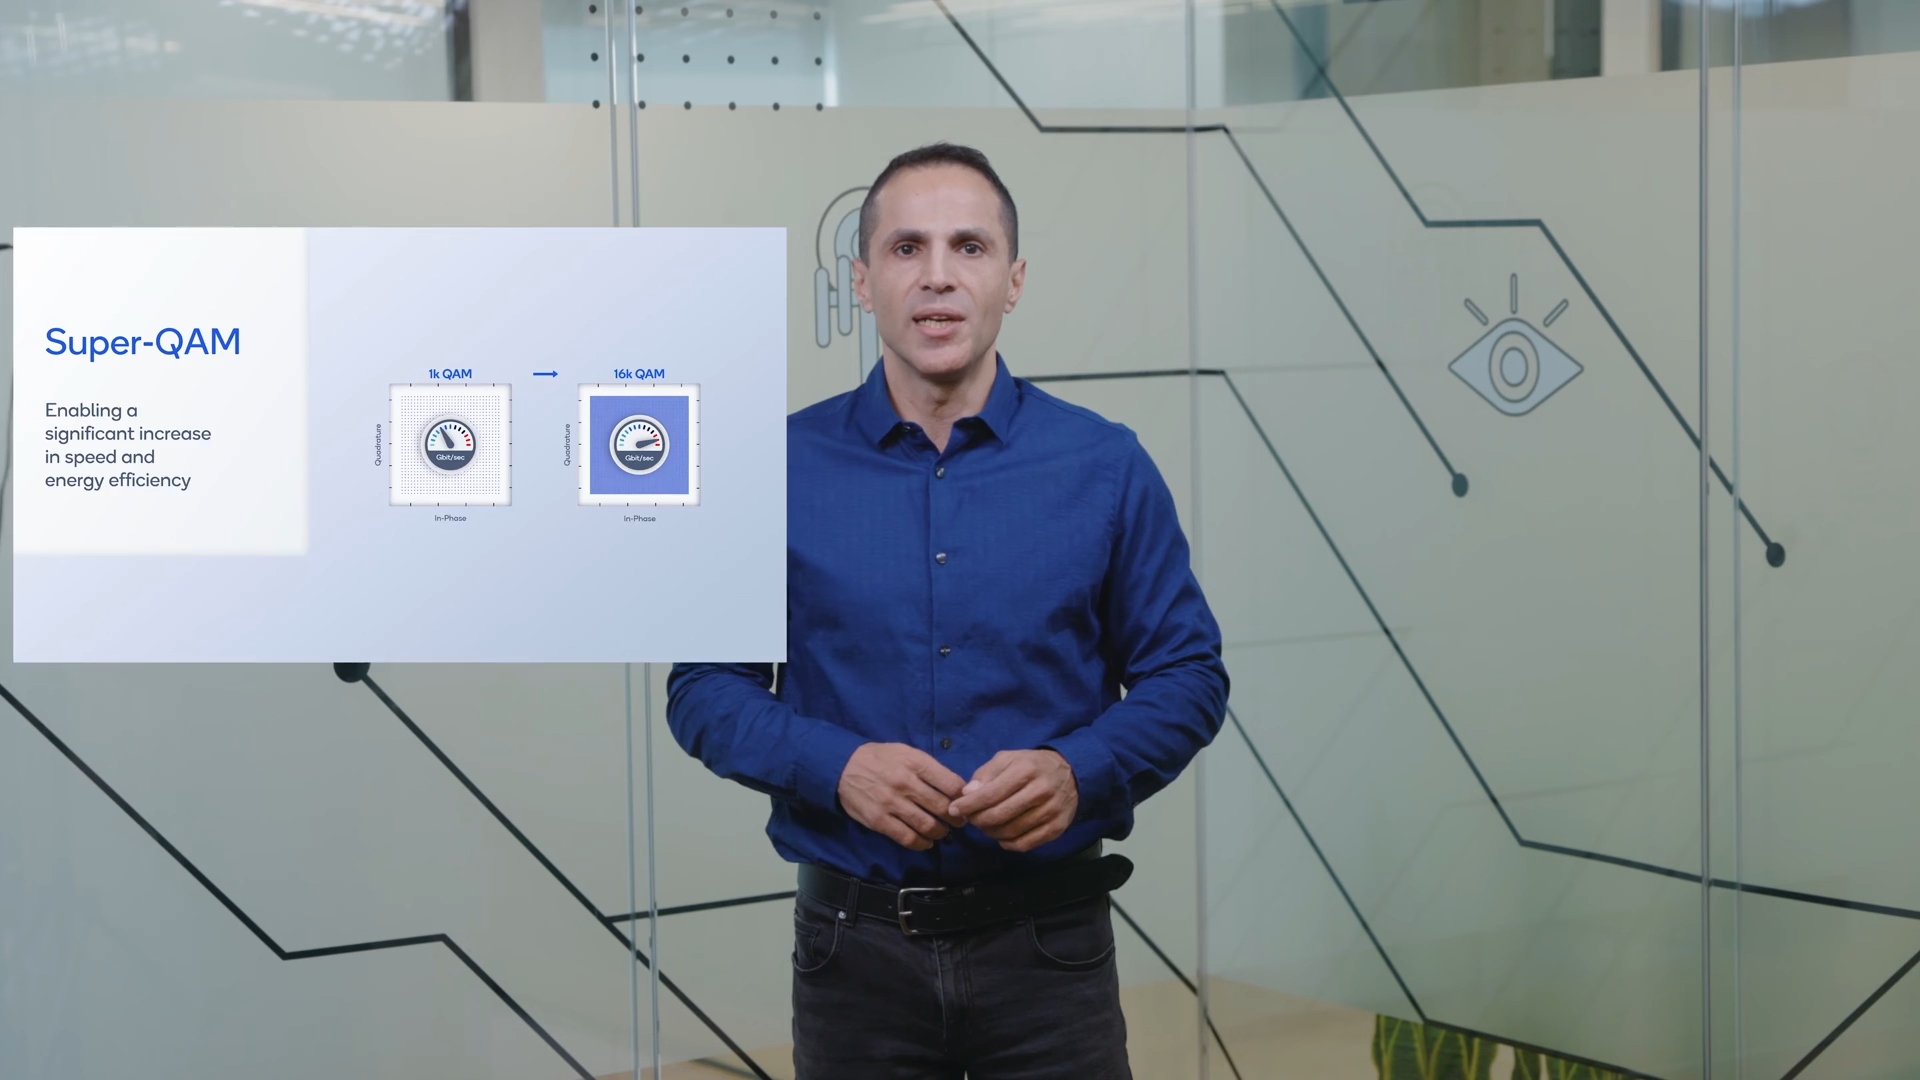 Super-QAM
Enabling a
significant increase
in speed and
energy efficiency
1k QAM
16k QAM
Quadrature
Gbit/sec
In-Phase
Quadrature
Gbit/sec
In-Phase